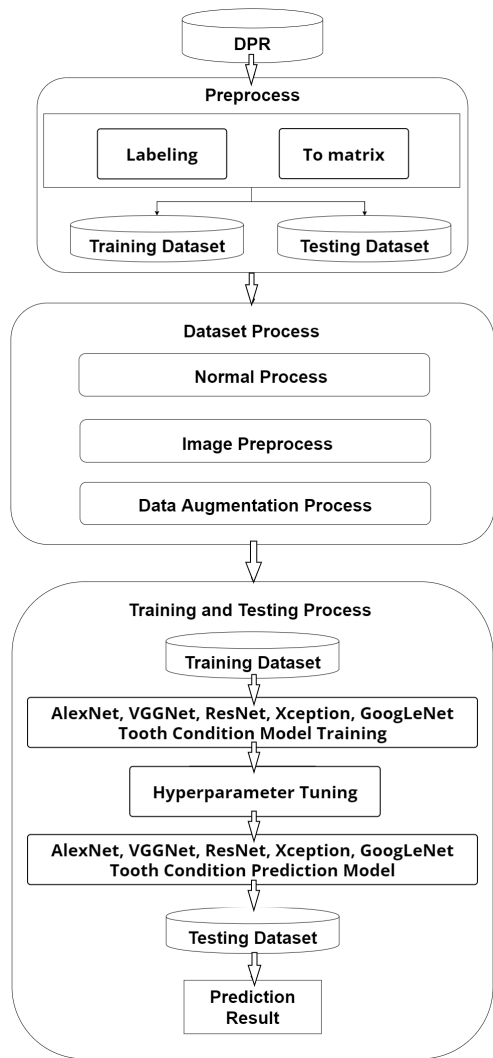 DPR
Preprocess
Labeling
To matrix
Training Dataset
Testing Dataset
Dataset Process
Normal Process
Image Preprocess
Data Augmentation Process
Training and Testing Process
Training Dataset
AlexNet, VGGNet, ResNet, Xception, GoogLeNet
Tooth Condition Model Training
Hyperparameter Tuning
AlexNet, VGGNet, ResNet, Xception, GoogLeNet
Tooth Condition Prediction Model
Testing Dataset
Prediction
Result